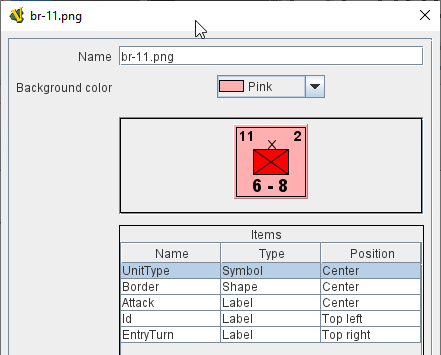 br-11.png
Name br-11.png
Background color Pink
11 2
X
6 - 8
Items
Name Type Position
UnitType Symbol Center
Border Shape Center
Attack Label Center
Id Label Top left
EntryTurn Label Top right